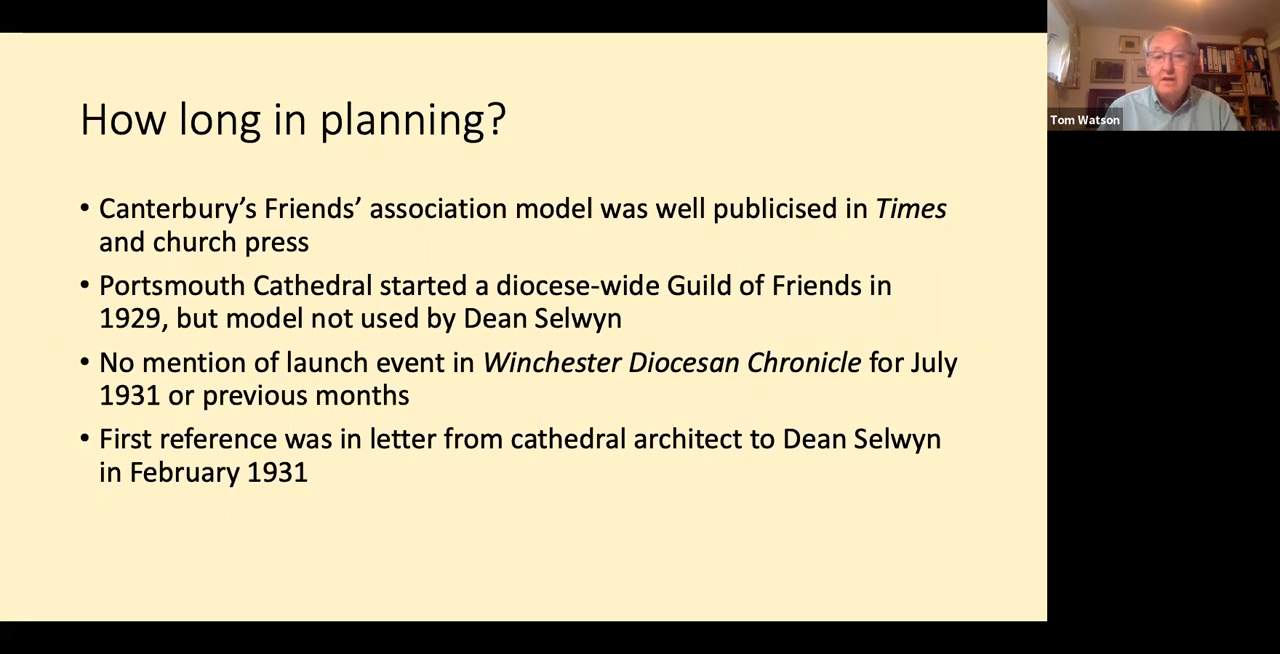 How long in planning?
• Canterbury’s Friends’ association model was well publicised in Times
and church press
• Portsmouth Cathedral started a diocese-wide Guild of Friends in
1929, but model not used by Dean Selwyn
• No mention of launch event in Winchester Diocesan Chronicle for July
1931 or previous months
• First reference was in letter from cathedral architect to Dean Selwyn
in February 1931
Tom Watson